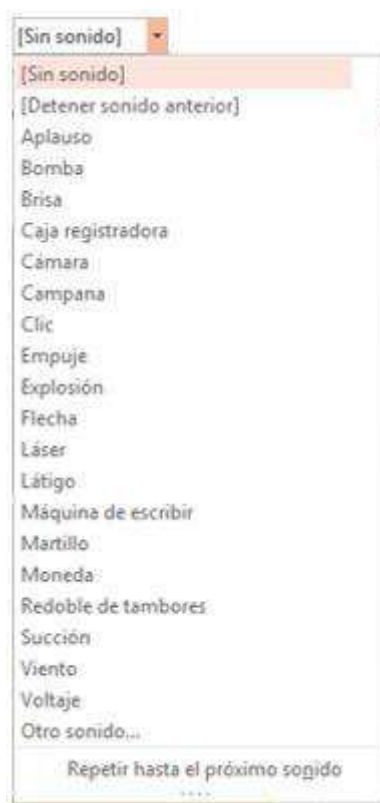 [Sin sonido]
[Sin sonido]
[Detener sonido anterior]
Aplauso
Bomba
Brisa
Caja registradora
Cámara
Campana
Clic
Empuje
Explosión
Flecha
Láser
Látigo
Máquina de escribir
Martillo
Moneda
Redoble de tambores
Succión
Viento
Voltaje
Otro sonido...
Repetir hasta el próximo sonido